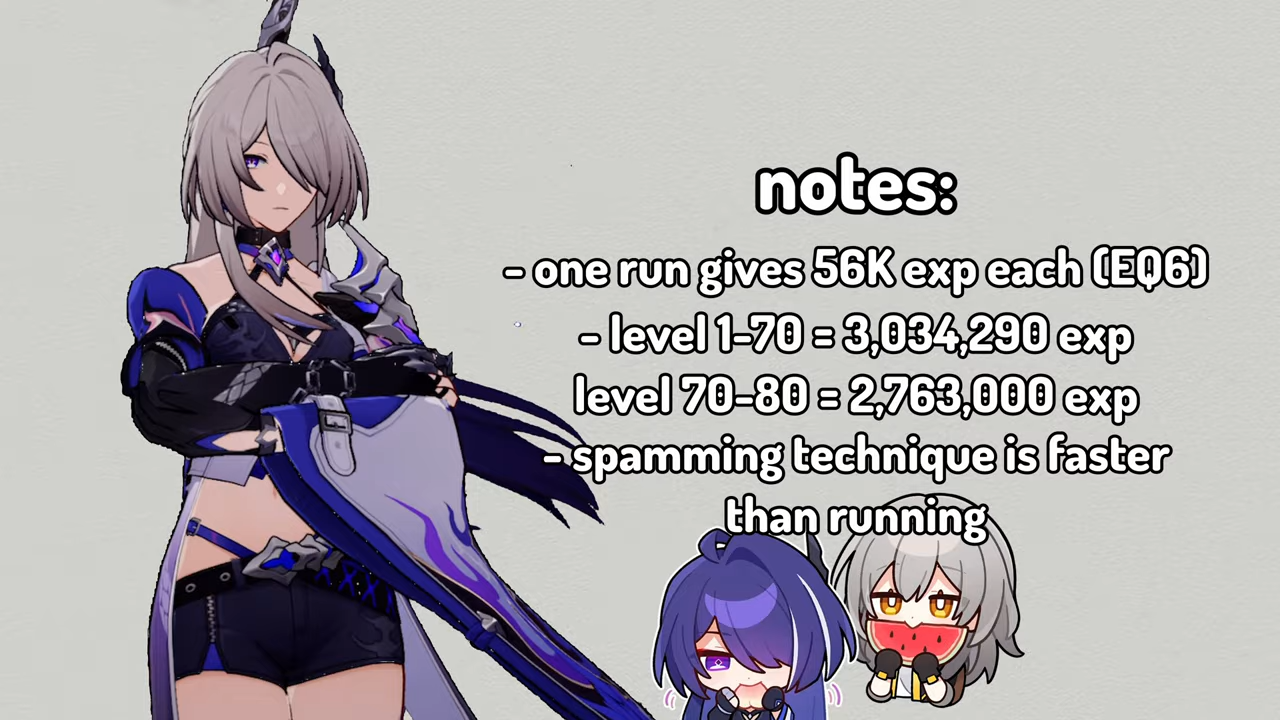 notes:
- one run gives 56K exp each (EQ6)
- level 1-70 = 3,034,290 exp
level 70-80 = 2,763,000 exp
- spamming technique is faster
than running